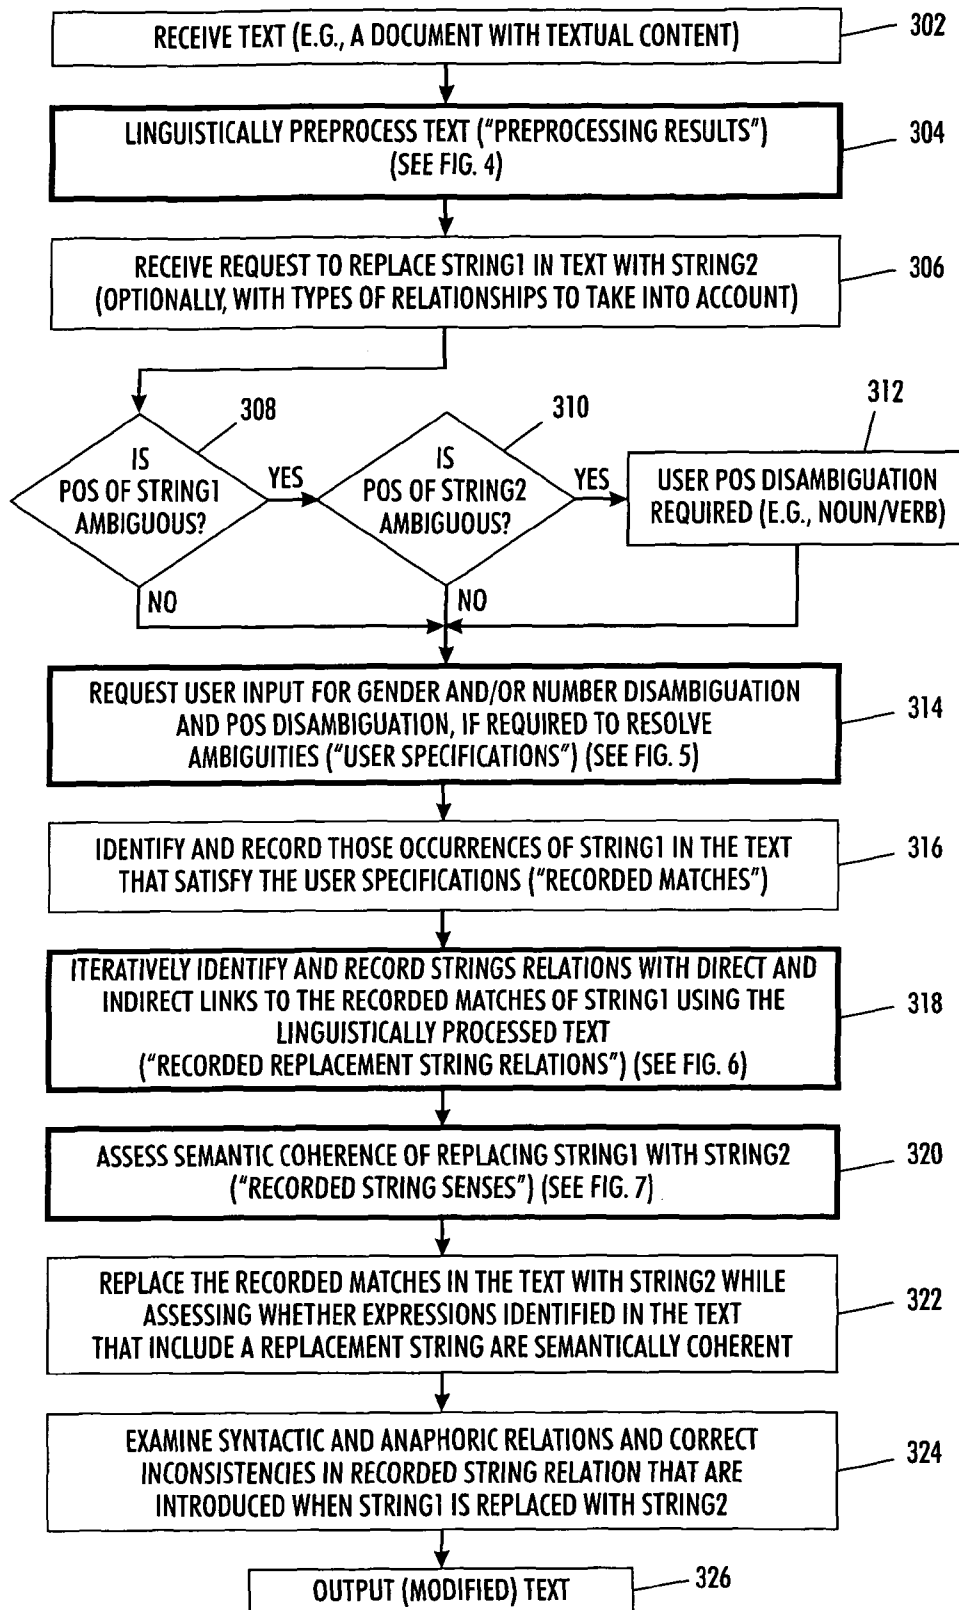 RECEIVE TEXT (E.G., A DOCUMENT WITH TEXTUAL CONTENT)
302
LINGUISTICALLY PREPROCESS TEXT ("PREPROCESSING RESULTS")
(SEE FIG. 4)
304
RECEIVE REQUEST TO REPLACE STRING1 IN TEXT WITH STRING2
(OPTIONALLY, WITH TYPES OF RELATIONSHIPS TO TAKE INTO ACCOUNT)
306
308
IS
POS OF STRING1
AMBIGUOUS?
YES
NO
310
IS
POS OF STRING2
AMBIGUOUS?
YES
NO
312
USER POS DISAMBIGUATION
REQUIRED (E.G., NOUN/VERB)
REQUEST USER INPUT FOR GENDER AND/OR NUMBER DISAMBIGUATION
AND POS DISAMBIGUATION, IF REQUIRED TO RESOLVE
AMBIGUITIES ("USER SPECIFICATIONS") (SEE FIG. 5)
314
IDENTIFY AND RECORD THOSE OCCURRENCES OF STRING1 IN THE TEXT
THAT SATISFY THE USER SPECIFICATIONS ("RECORDED MATCHES")
316
ITERATIVELY IDENTIFY AND RECORD STRINGS RELATIONS WITH DIRECT AND
INDIRECT LINKS TO THE RECORDED MATCHES OF STRING1 USING THE
LINGUISTICALLY PROCESSED TEXT
("RECORDED REPLACEMENT STRING RELATIONS") (SEE FIG. 6)
318
ASSESS SEMANTIC COHERENCE OF REPLACING STRING1 WITH STRING2
("RECORDED STRING SENSES") (SEE FIG. 7)
320
REPLACE THE RECORDED MATCHES IN THE TEXT WITH STRING2 WHILE
ASSESSING WHETHER EXPRESSIONS IDENTIFIED IN THE TEXT
THAT INCLUDE A REPLACEMENT STRING ARE SEMANTICALLY COHERENT
322
EXAMINE SYNTACTIC AND ANAPHORIC RELATIONS AND CORRECT
INCONSISTENCIES IN RECORDED STRING RELATION THAT ARE
INTRODUCED WHEN STRING1 IS REPLACED WITH STRING2
324
OUTPUT (MODIFIED) TEXT
326